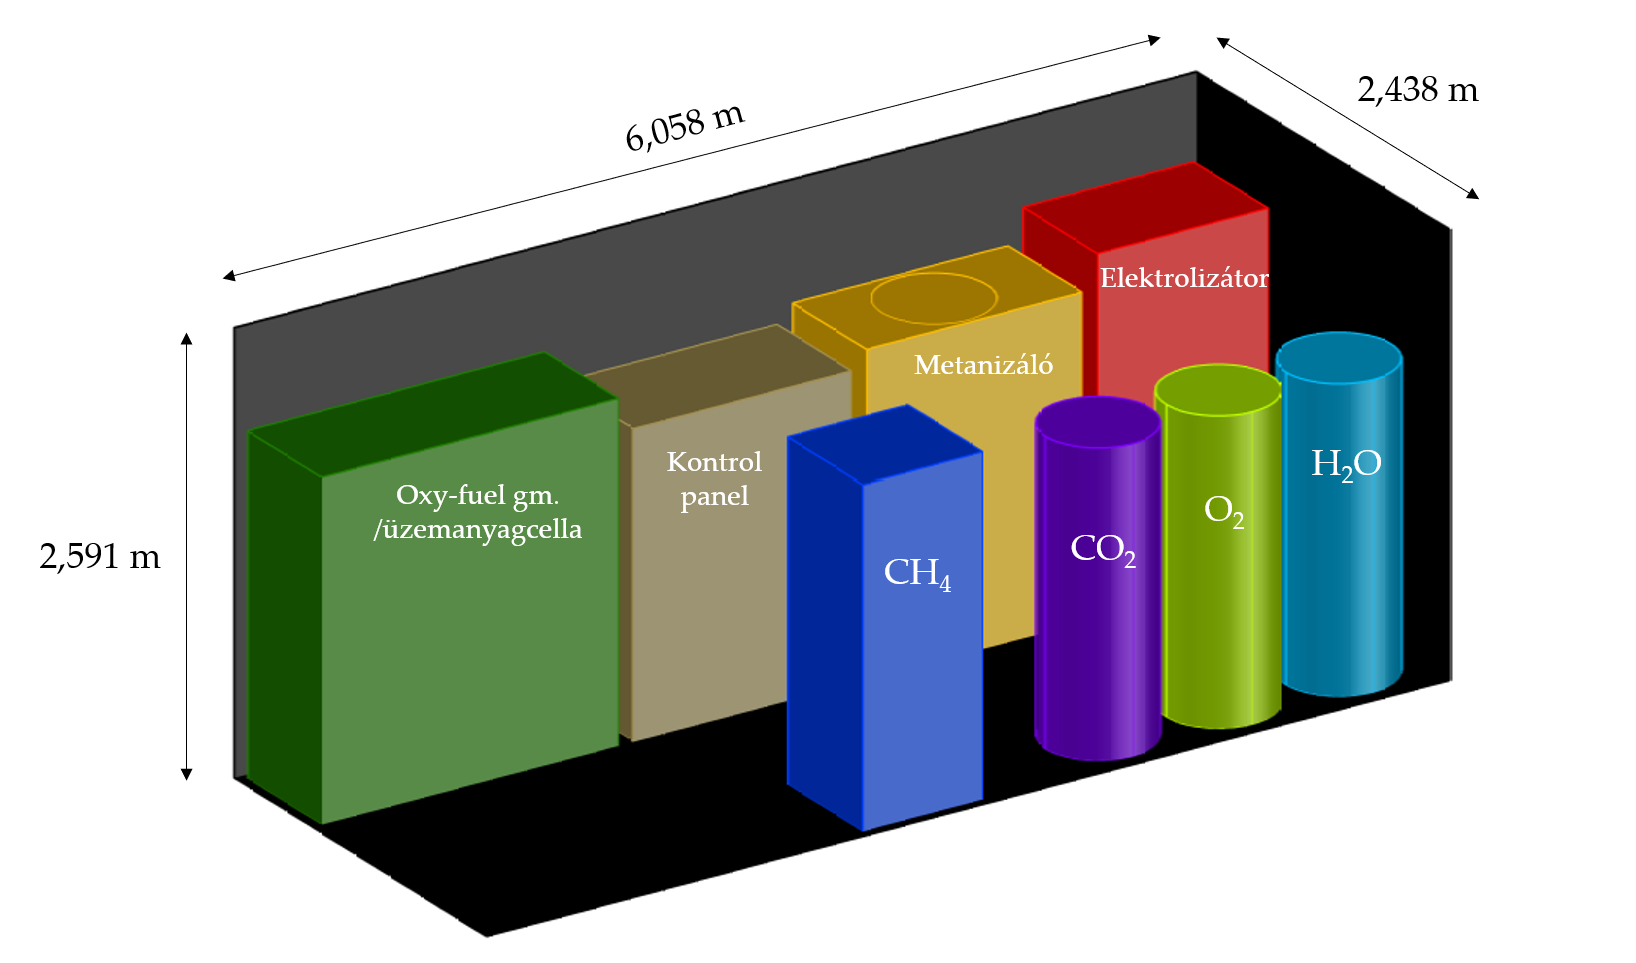 6,058 m
2,438 m
2,591 m
Elektrolizátor
Metanizáló
Kontrol
panel
Oxy-fuel gm.
/üzemanyagcella
CH₄
CO₂
O₂
H₂O